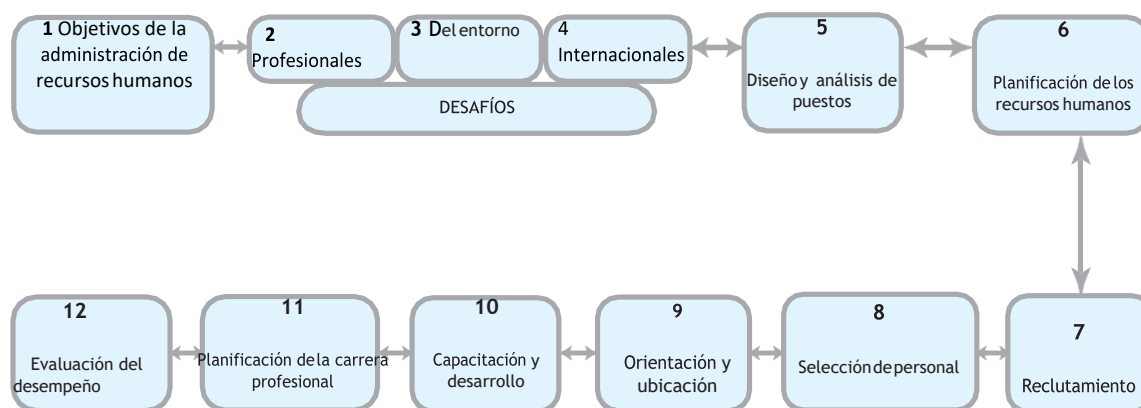 1 Objetivos de la
administración de
recursos humanos
2
Profesionales
3 Del entorno
4
Internacionales
DESAFÍOS
5
Diseño y análisis de
puestos
6
Planificación de los
recursos humanos
12
Evaluación del
desempeño
11
Planificación de la carrera
profesional
10
Capacitación y
desarrollo
9
Orientación y
ubicación
8
Selección de personal
7
Reclutamiento